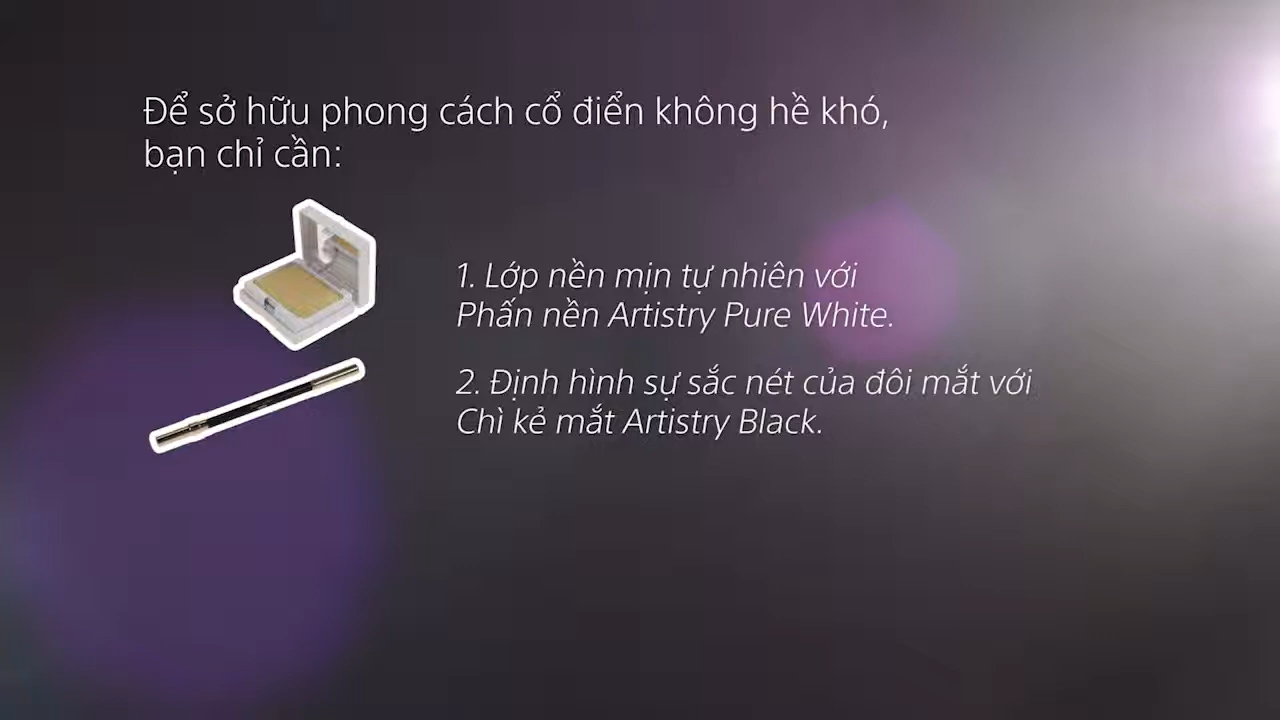 Để sở hữu phong cách cổ điển không hề khó,
bạn chỉ cần:
1. Lớp nền mịn tự nhiên với
Phấn nền Artistry Pure White.
2. Định hình sự sắc nét của đôi mắt với
Chì kẻ mắt Artistry Black.